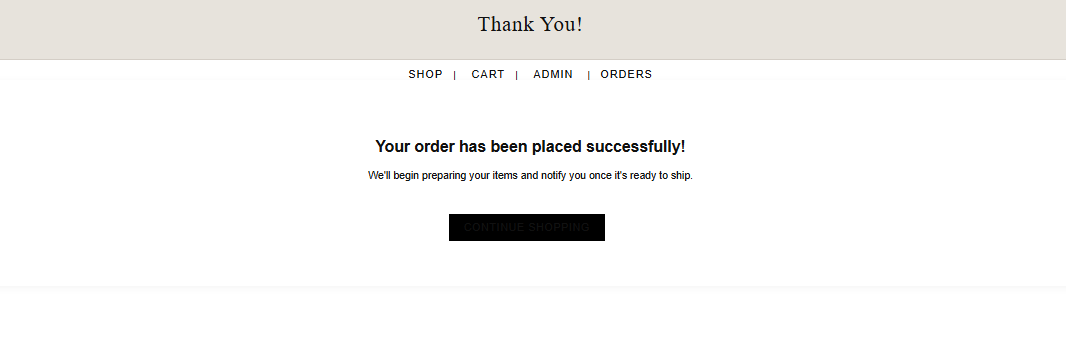 Thank You!
SHOP | CART | ADMIN | ORDERS
Your order has been placed successfully!
We'll begin preparing your items and notify you once it's ready to ship.
CONTINUE SHOPPING